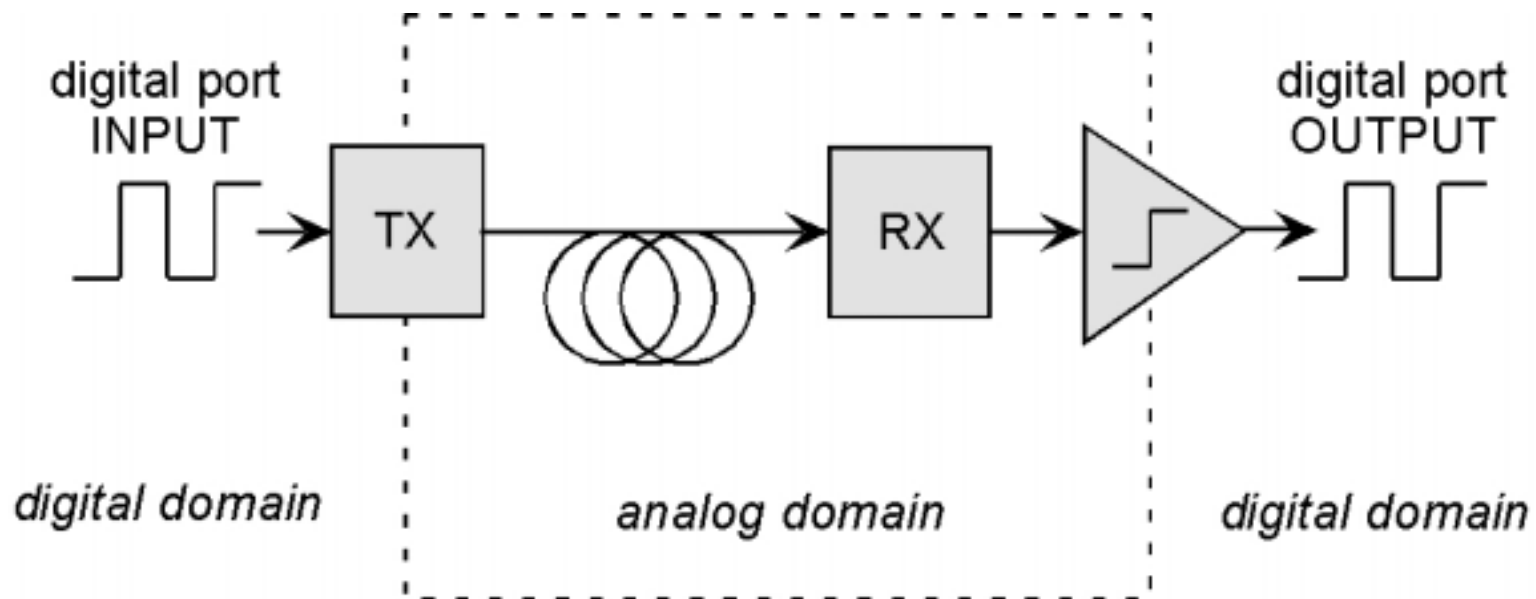 digital port
INPUT
TX
RX
digital port
OUTPUT
digital domain
analog domain
digital domain